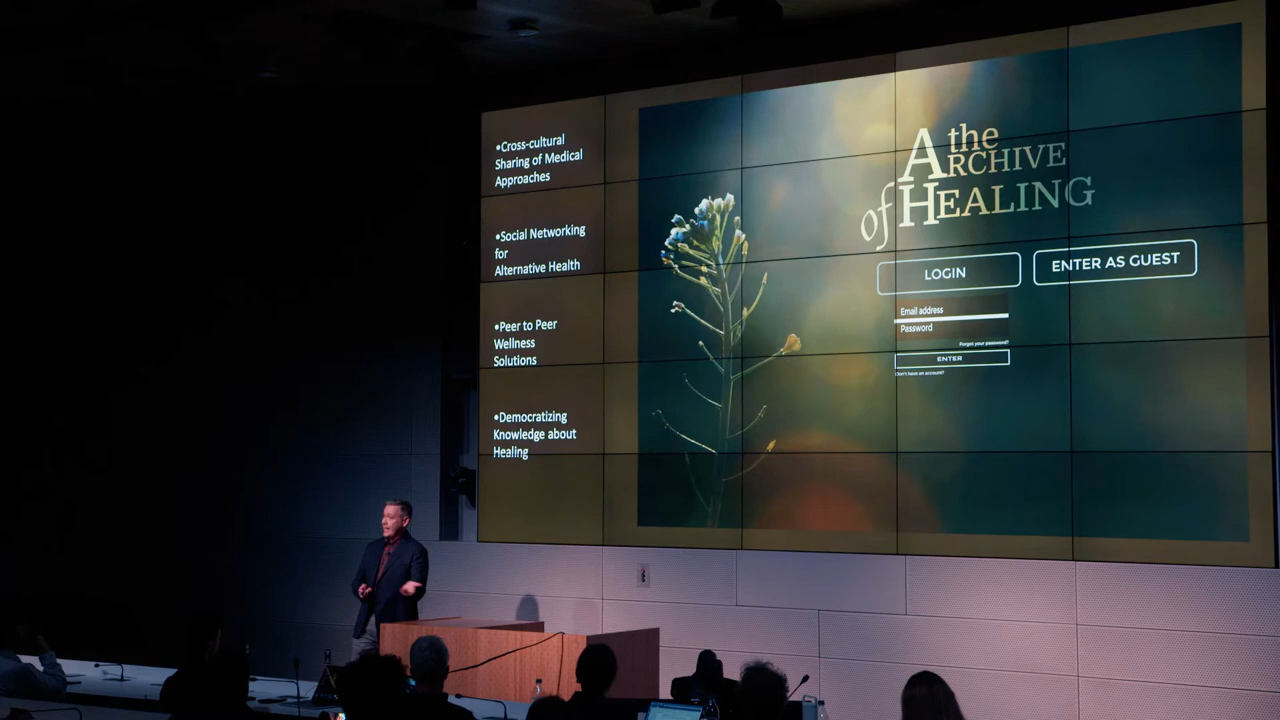 •Cross-cultural
Sharing of Medical
Approaches
•Social Networking
for
Alternative Health
•Peer to Peer
Wellness
Solutions
•Democratizing
Knowledge about
Healing
the
ARCHIVE
of HEALING
LOGIN
ENTER AS GUEST
Email address
Password
Forgot your password?
ENTER
Don't have an account?